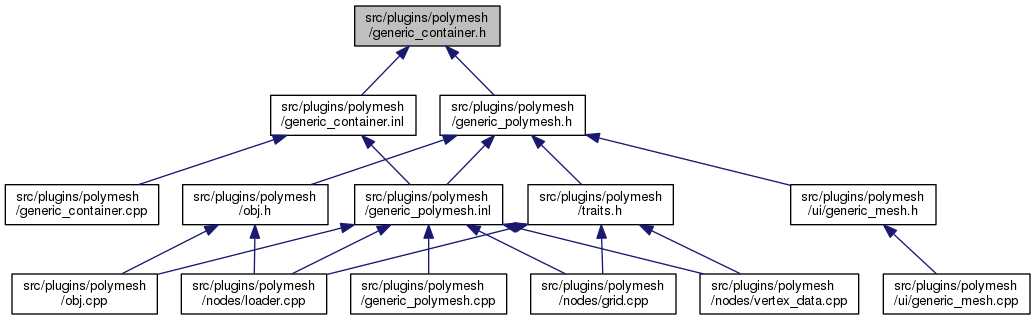 src/plugins/polymesh
/generic_container.h
src/plugins/polymesh
/generic_container.inl
src/plugins/polymesh
/generic_polymesh.h
src/plugins/polymesh
/generic_container.cpp
src/plugins/polymesh
/obj.h
src/plugins/polymesh
/generic_polymesh.inl
src/plugins/polymesh
/traits.h
src/plugins/polymesh
/ui/generic_mesh.h
src/plugins/polymesh
/obj.cpp
src/plugins/polymesh
/nodes/loader.cpp
src/plugins/polymesh
/generic_polymesh.cpp
src/plugins/polymesh
/nodes/grid.cpp
src/plugins/polymesh
/nodes/vertex_data.cpp
src/plugins/polymesh
/ui/generic_mesh.cpp